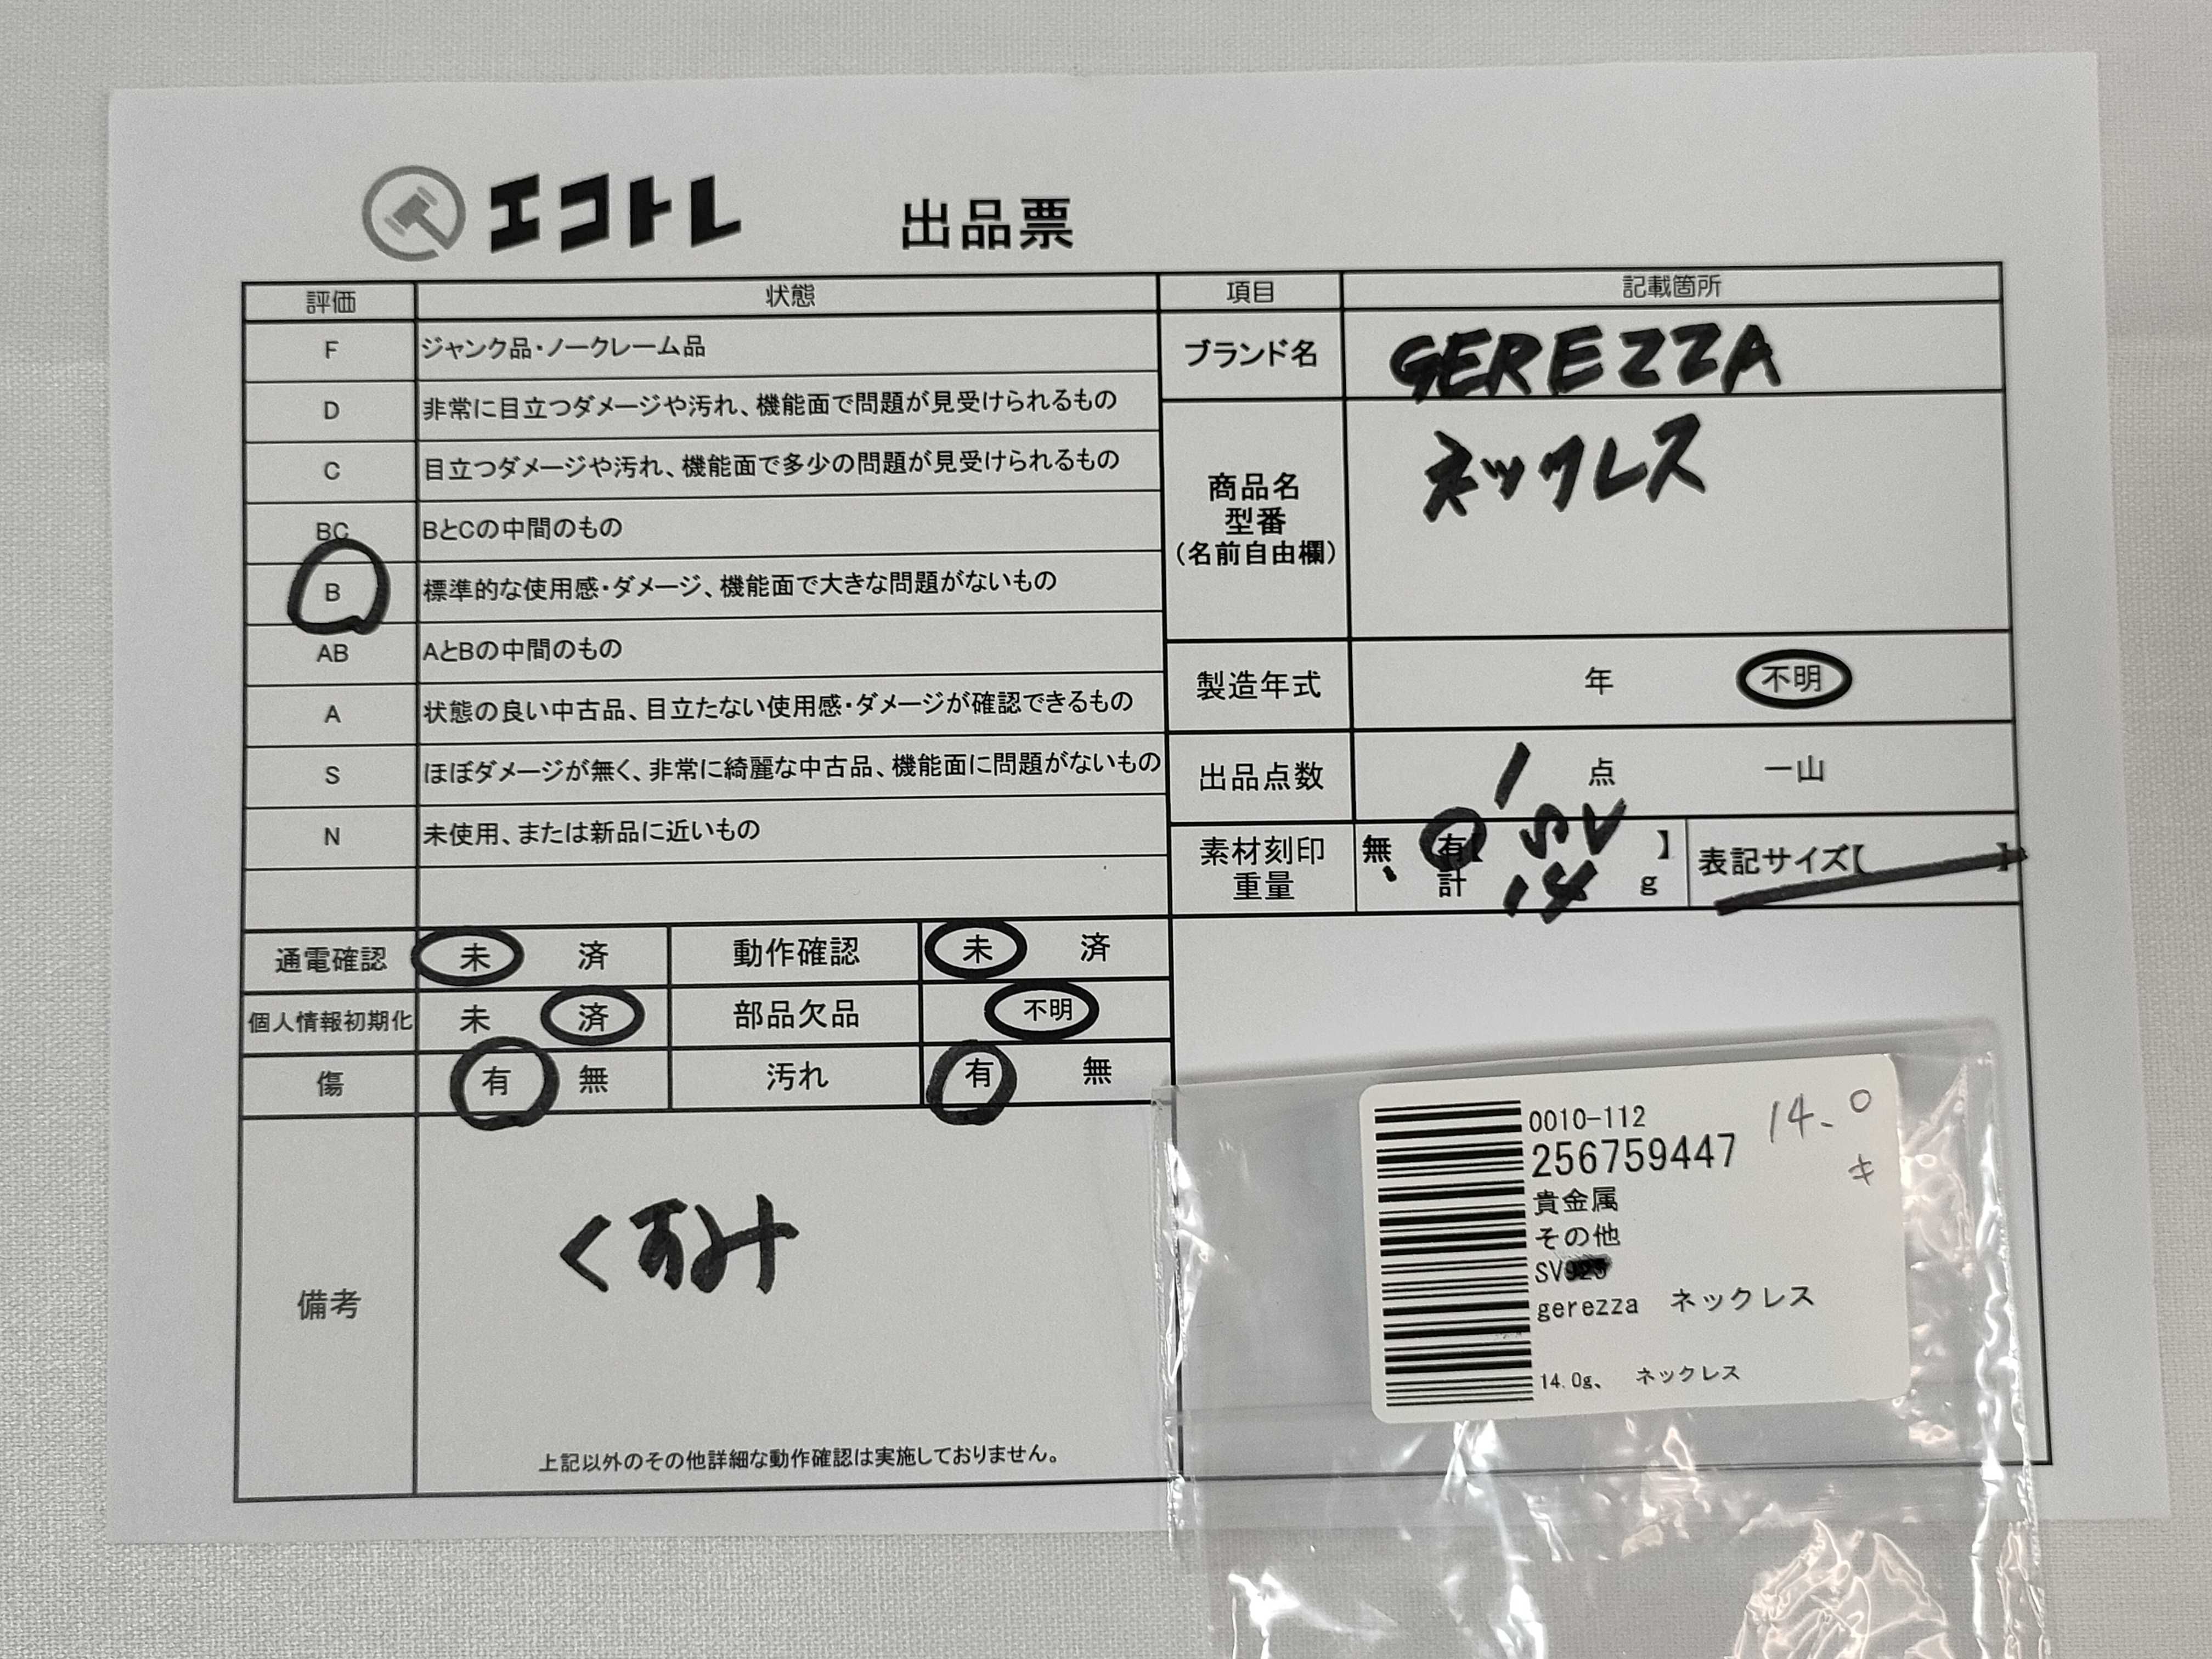 エコトレ 出品票
評価 状態 項目 記載箇所
F ジャンク品・ノークレーム品
D 非常に目立つダメージや汚れ、機能面で問題が見受けられるもの
C 目立つダメージや汚れ、機能面で多少の問題が見受けられるもの
BC BとCの中間のもの
B 標準的な使用感・ダメージ、機能面で大きな問題がないもの
AB AとBの中間のもの
A 状態の良い中古品、目立たない使用感・ダメージが確認できるもの
S ほぼダメージが無く、非常に綺麗な中古品、機能面に問題がないもの
N 未使用、または新品に近いもの
ブランド名 GEREZZA
商品名
型番
（名前自由欄）
ネックレス
製造年式 年 不明
出品点数 1 点 一山
素材刻印
重量
無、 有【 SV 】
計 14 g
表記サイズ【 】
通電確認 未 済 動作確認 未 済
個人情報初期化 未 済 部品欠品 不明
傷 有 無 汚れ 有 無
備考
くすみ
上記以外のその他詳細な動作確認は実施しておりません。
0010-112
14.0
256759447
キ
貴金属
その他
SV
gerezza ネックレス
14.0g、 ネックレス